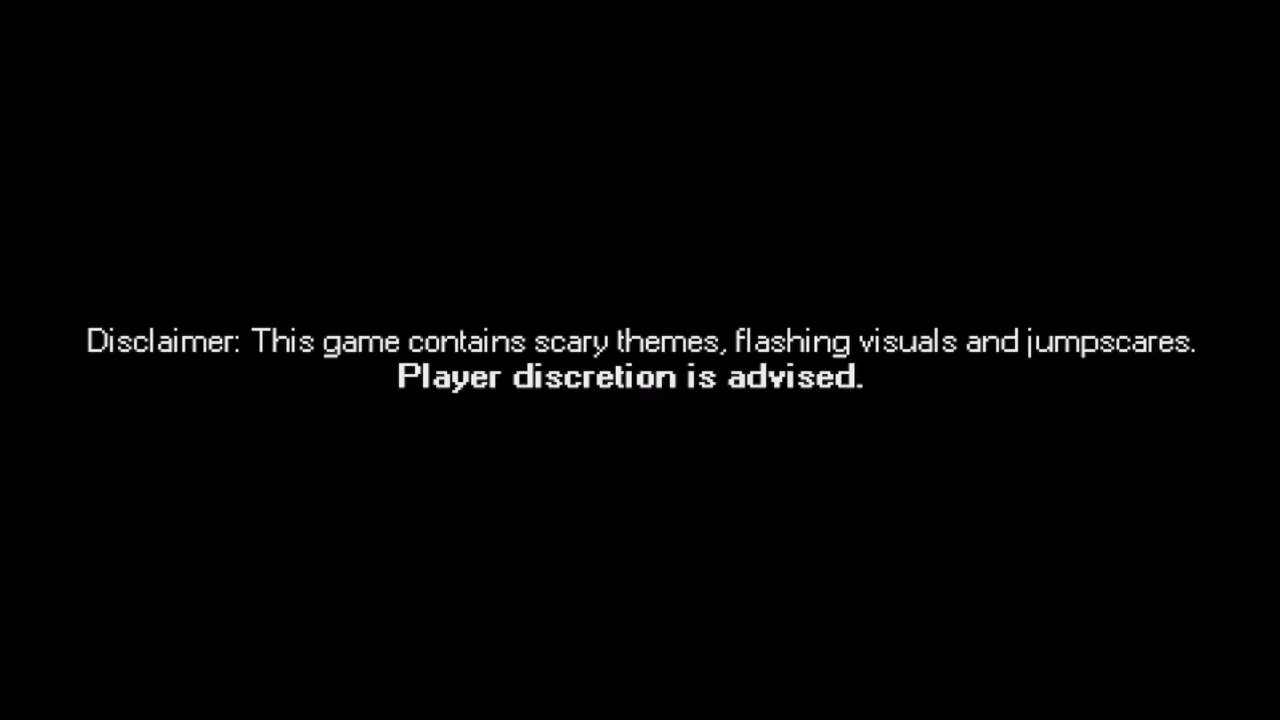 Disclaimer: This game contains scary themes, flashing visuals and jumpscares.
Player discretion is advised.